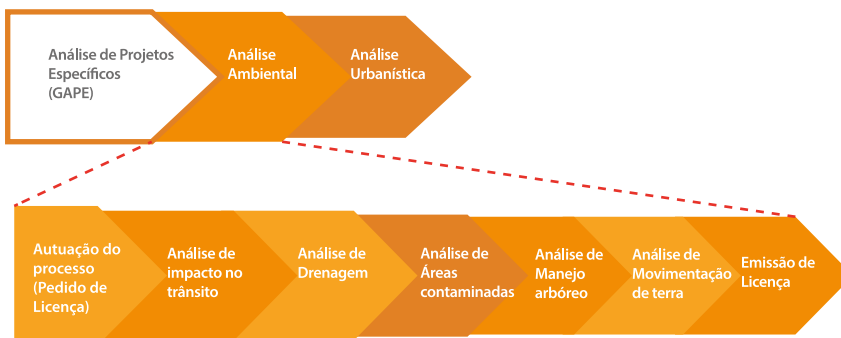 Análise de Projetos
Específicos
(GAPE)
Análise
Ambiental
Análise
Urbanística
Autuação do
processo
(Pedido de
Licença)
Análise de
impacto no
trânsito
Análise de
Drenagem
Análise de
Áreas
contaminadas
Análise de
Manejo
arbóreo
Análise de
Movimentação
de terra
Emissão de
Licença